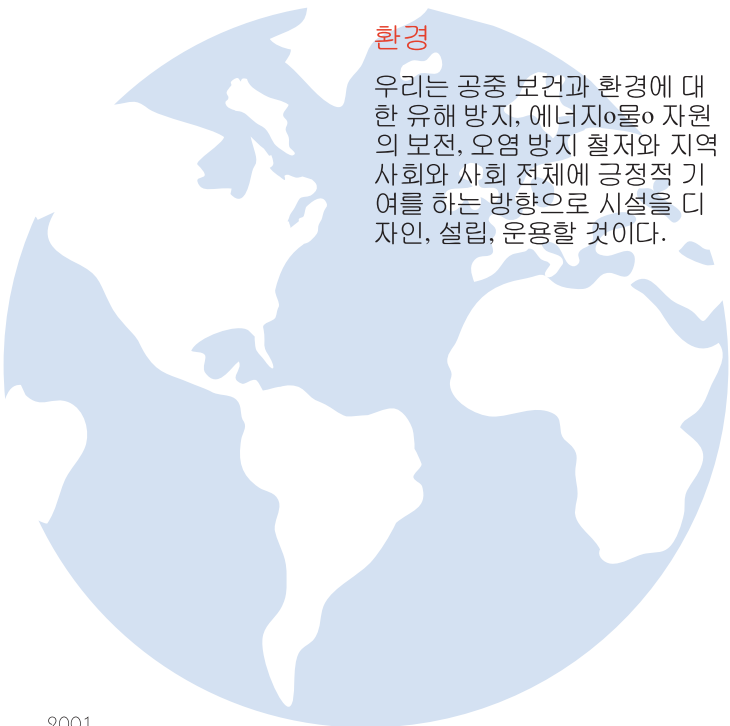 환경
우리는 공중 보건과 환경에 대
한 유해 방지, 에너지o물o 자원
의 보전, 오염 방지 철저와 지역
사회와 사회 전체에 긍정적 기
여를 하는 방향으로 시설을 디
자인, 설립, 운용할 것이다.
2001